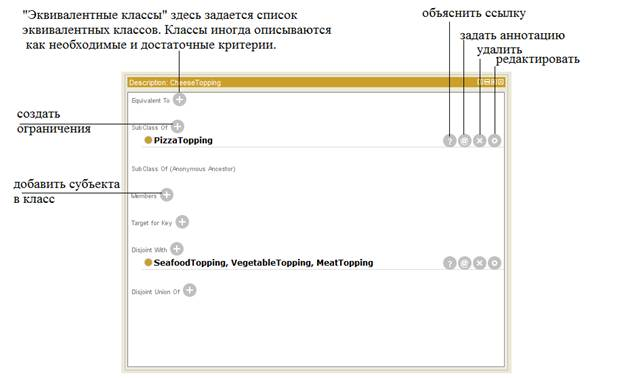 "Эквивалентные классы" здесь задается список
эквивалентных классов. Классы иногда описываются
как необходимые и достаточные критерии.
объяснить ссылку
задать аннотацию
удалить
редактировать
Description: CheeseTopping
Equivalent To
создать
ограничения
SubClass Of
PizzaTopping
SubClass Of (Anonymous Ancestor)
добавить субъекта
в класс
Members
Target for Key
Disjoint With
SeafoodTopping, VegetableTopping, MeatTopping
Disjoint Union Of